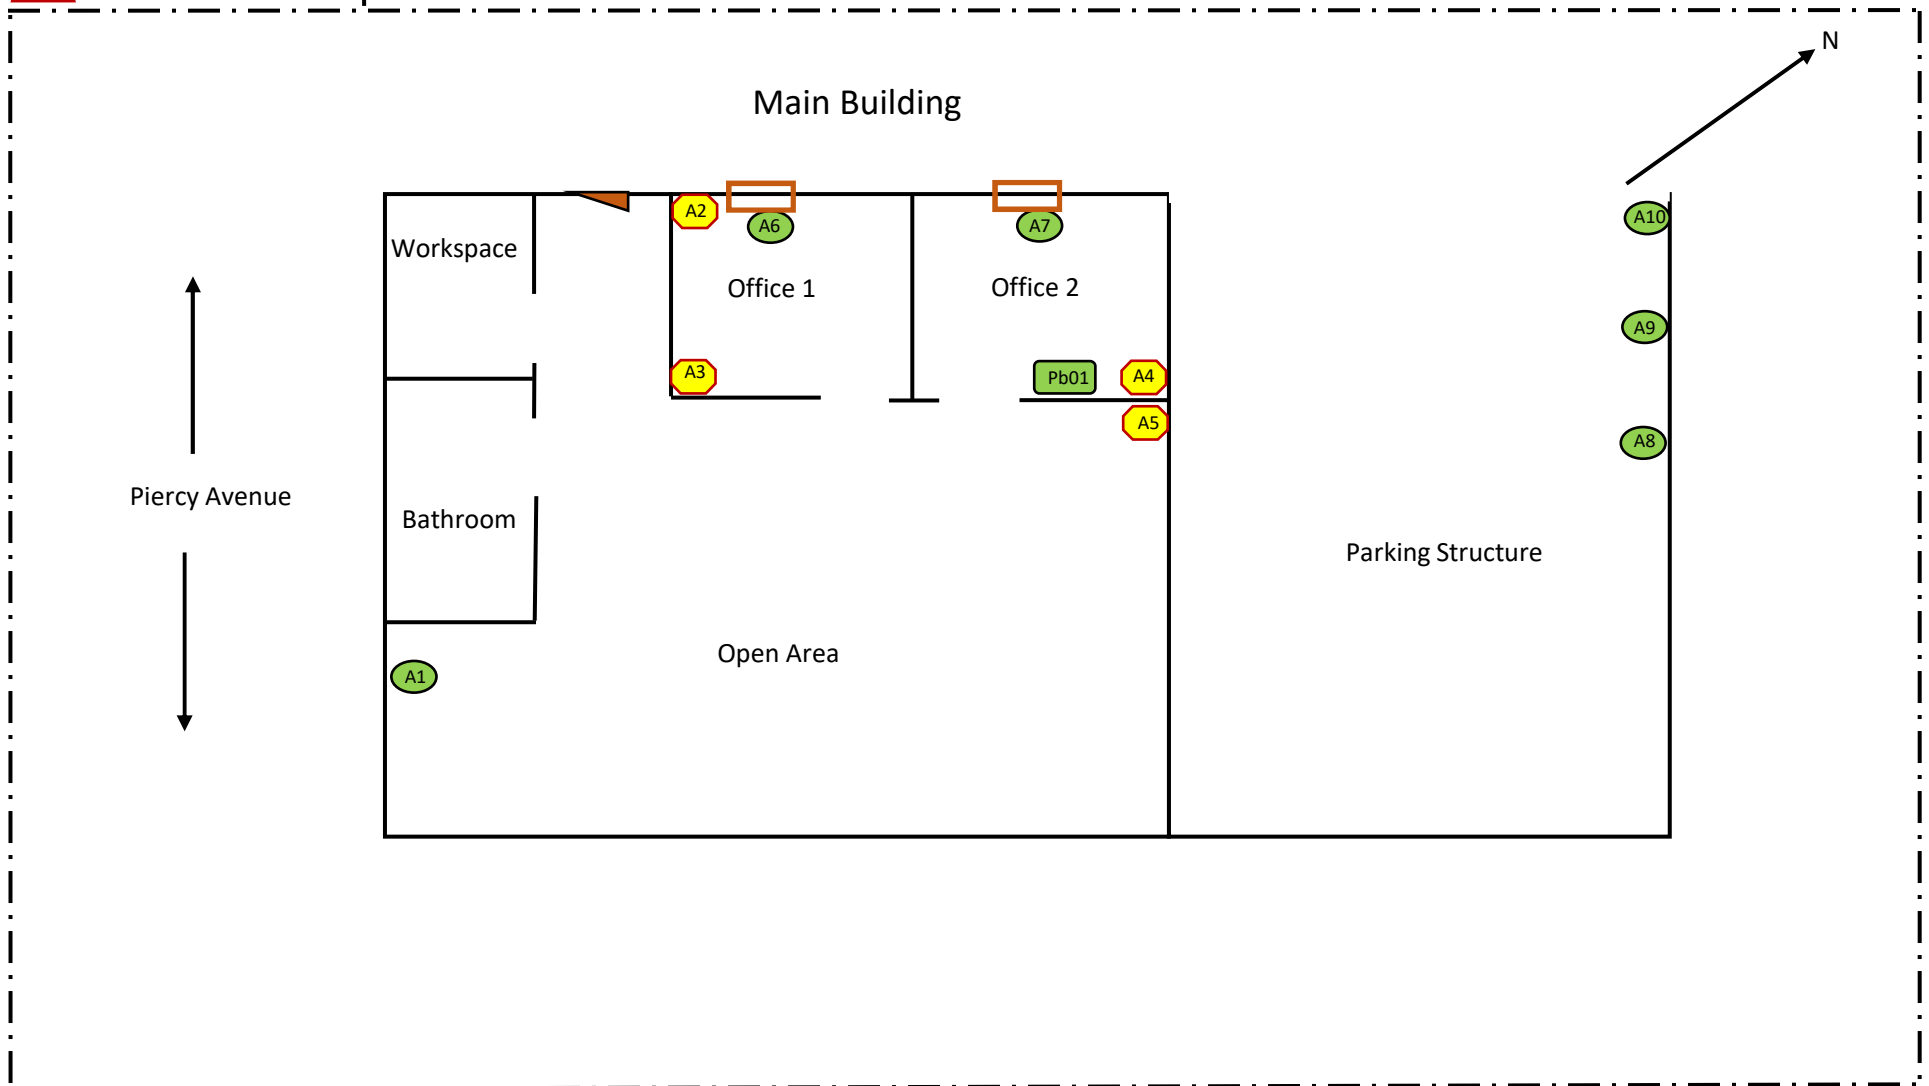 N
Main Building
A2
A6
A7
A10
Workspace
Office 1
Office 2
A9
A3
Pb01
A4
A5
A8
Piercy Avenue
Bathroom
Parking Structure
Open Area
A1